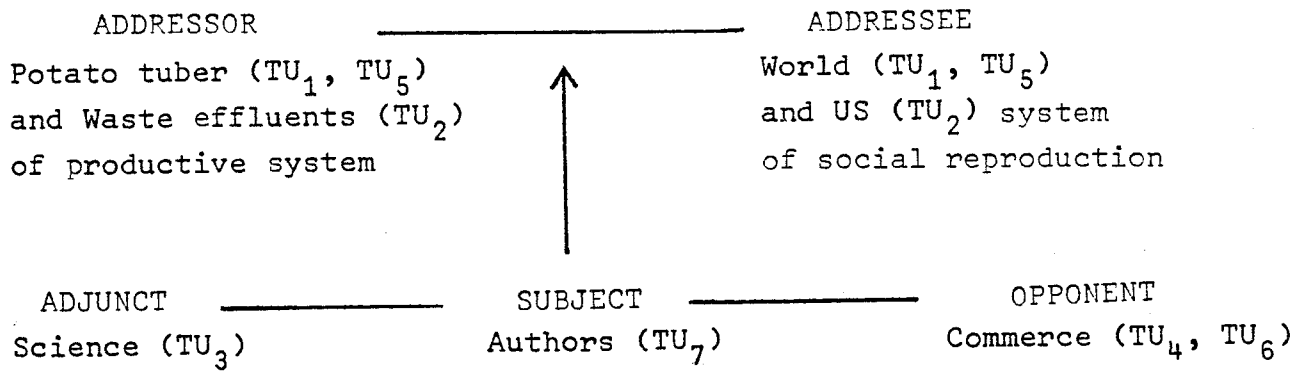 ADDRESSOR ADDRESSEE
Potato tuber (TU₁, TU₅) World (TU₁, TU₅)
and Waste effluents (TU₂) and US (TU₂) system
of productive system of social reproduction
ADJUNCT SUBJECT OPPONENT
Science (TU₃) Authors (TU₇) Commerce (TU₄, TU₆)